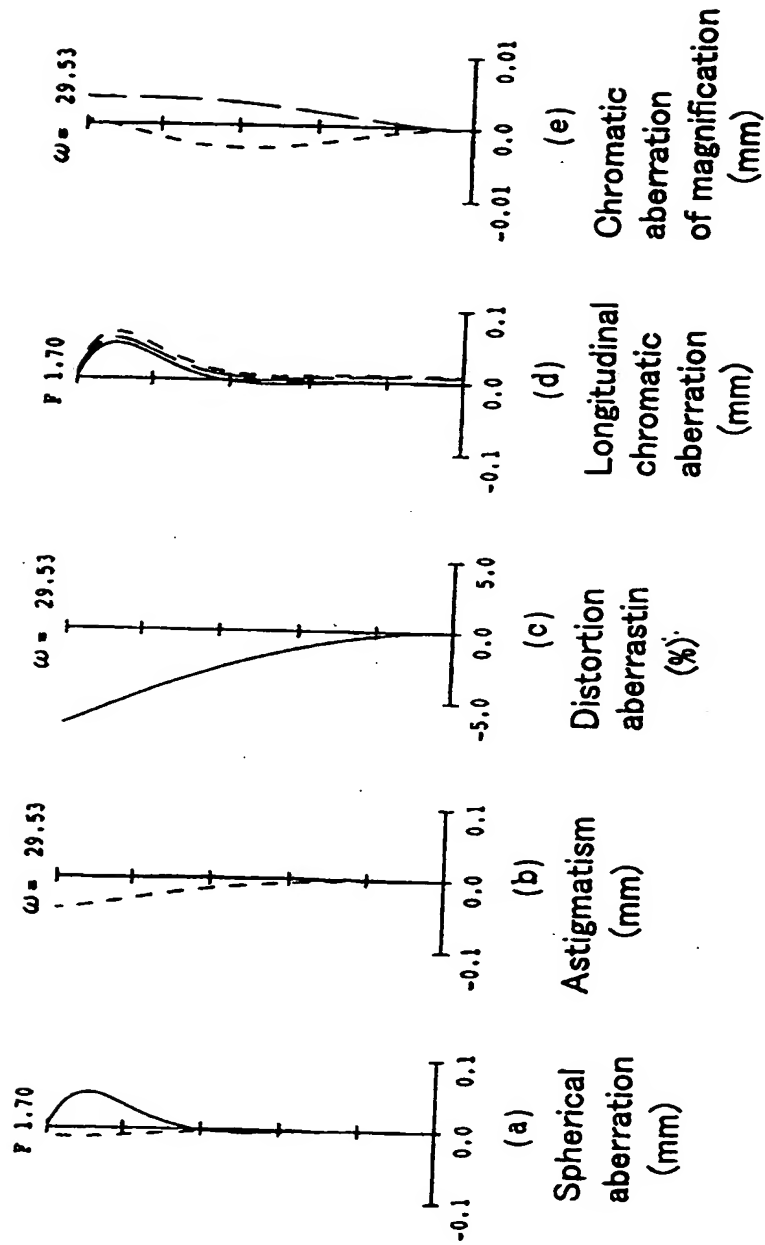 F 1.70
-0.1 0.0 0.1
(a)
Spherical
aberration
(mm)
ω= 29.53
-0.1 0.0 0.1
(b)
Astigmatism
(mm)
ω= 29.53
-5.0 0.0 5.0
(c)
Distortion
aberrastin
(%)
F 1.70
-0.1 0.0 0.1
(d)
Longitudinal
chromatic
aberration
(mm)
ω= 29.53
-0.01 0.0 0.01
(e)
Chromatic
aberration
of magnification
(mm)